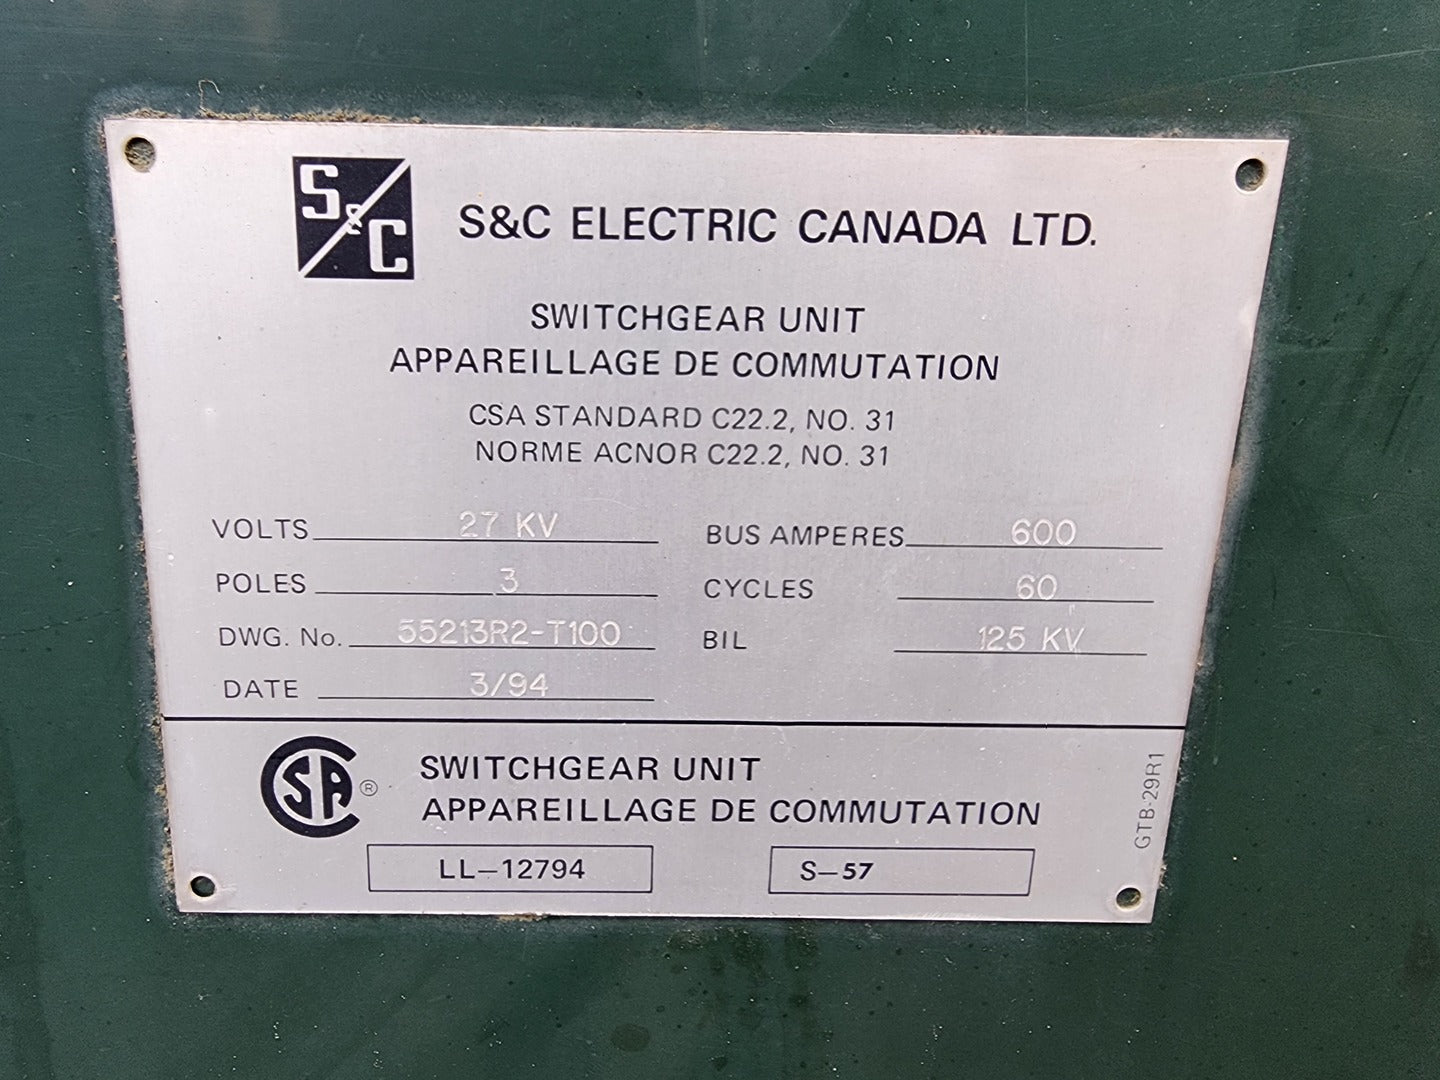 S&C
S&C ELECTRIC CANADA LTD.
SWITCHGEAR UNIT
APPAREILLAGE DE COMMUTATION
CSA STANDARD C22.2, NO. 31
NORME ACNOR C22.2, NO. 31
VOLTS 27 KV BUS AMPERES 600
POLES 3 CYCLES 60
DWG. No. 55213R2-T100 BIL 125 KV
DATE 3/94
CSA ® SWITCHGEAR UNIT
APPAREILLAGE DE COMMUTATION
LL-12794 S-57
GTB-29R1